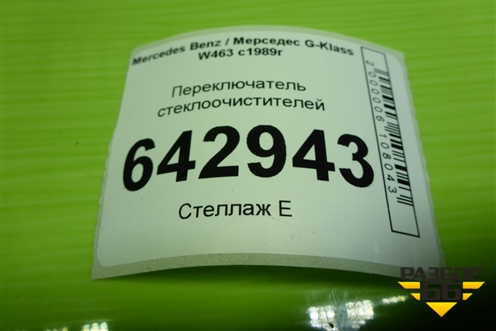 Mercedes Benz / Мерседес G-Klass
W463 с1989г
Переключатель
стеклоочистителей
642943
Стеллаж Е
2000006108043
РАЗБОР
66